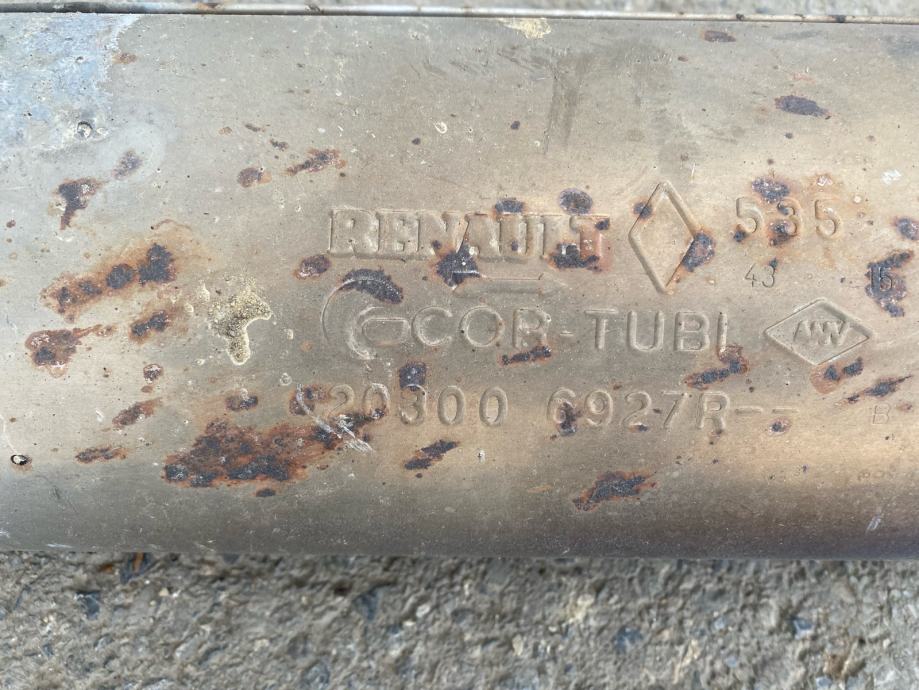 RENAULT 535
43 15
COR-TUBI
20300 6927R--
B